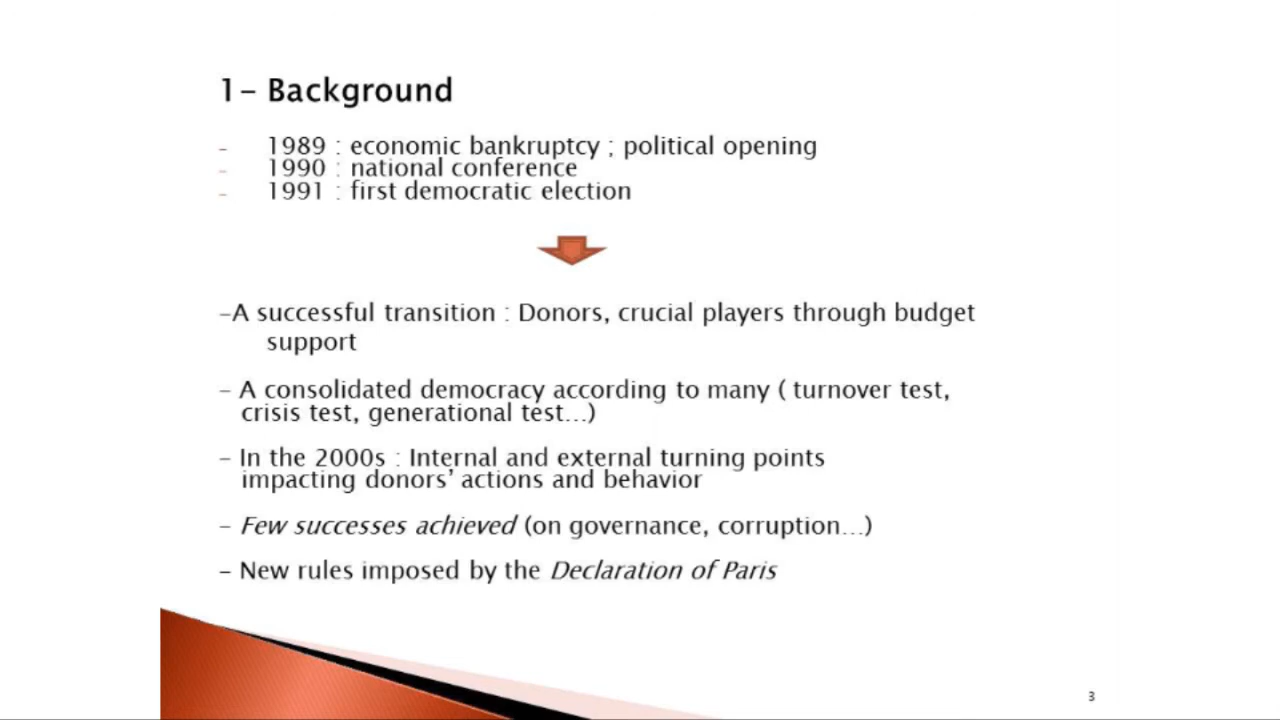 1- Background
- 1989 : economic bankruptcy ; political opening
- 1990 : national conference
- 1991 : first democratic election
-A successful transition : Donors, crucial players through budget
support
- A consolidated democracy according to many ( turnover test,
crisis test, generational test...)
- In the 2000s : Internal and external turning points
impacting donors’ actions and behavior
- Few successes achieved (on governance, corruption...)
- New rules imposed by the Declaration of Paris
3